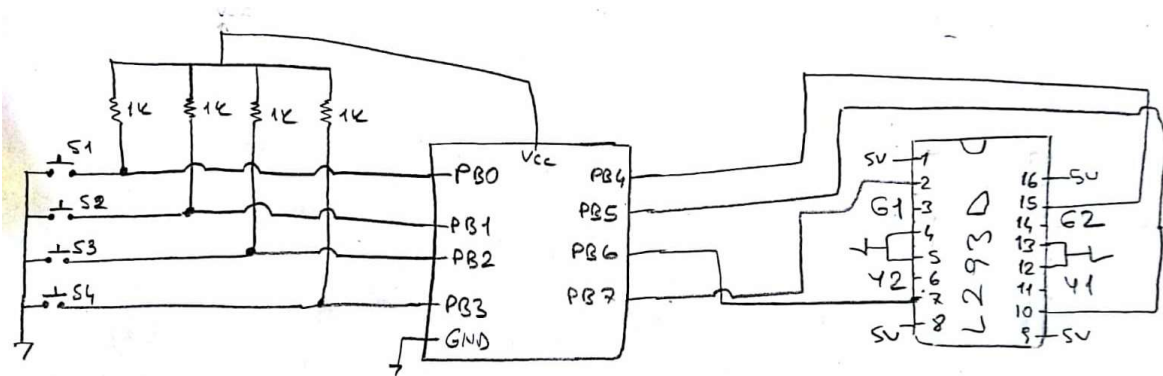 1K
1K
1K
1K
S1
S2
S3
S4
Vcc
PB0
PB1
PB2
PB3
GND
PB4
PB5
PB6
PB7
5V
1
2
G1
3
4
5
Y2
6
7
5V
8
L293D
16
5V
15
14
G2
13
12
11
Y1
10
9
5V